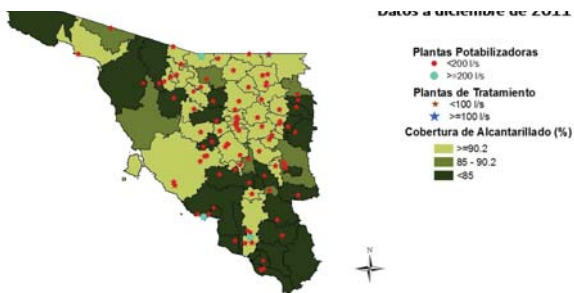 Datos a diciembre de 2011
Plantas Potabilizadoras
<200 l/s
>=200 l/s
Plantas de Tratamiento
<100 l/s
>=100 l/s
Cobertura de Alcantarillado (%)
>=90.2
85 - 90.2
<85
N